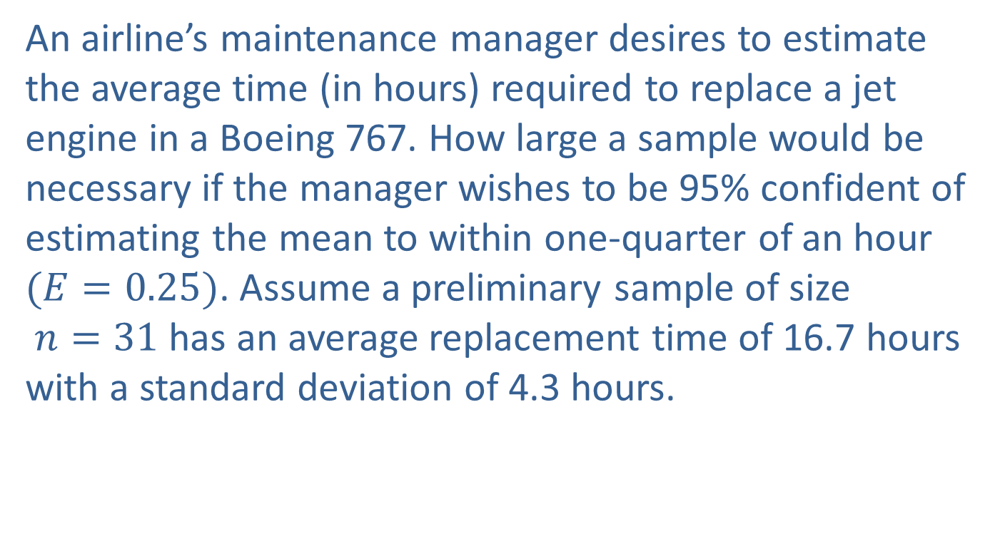 An airline’s maintenance manager desires to estimate
the average time (in hours) required to replace a jet
engine in a Boeing 767. How large a sample would be
necessary if the manager wishes to be 95% confident of
estimating the mean to within one-quarter of an hour
(E = 0.25). Assume a preliminary sample of size
n = 31 has an average replacement time of 16.7 hours
with a standard deviation of 4.3 hours.